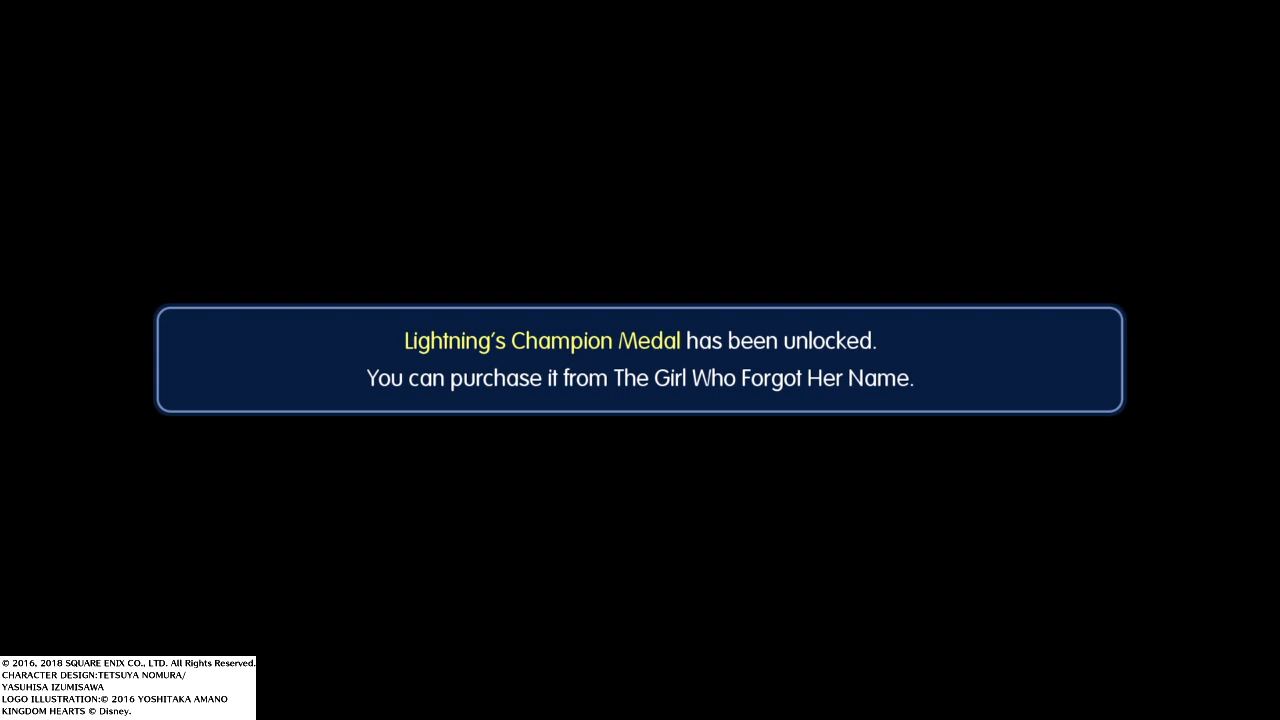 Lightning's Champion Medal has been unlocked.
You can purchase it from The Girl Who Forgot Her Name.
© 2016, 2018 SQUARE ENIX CO., LTD. All Rights Reserved.
CHARACTER DESIGN:TETSUYA NOMURA/
YASUHISA IZUMISAWA
LOGO ILLUSTRATION:© 2016 YOSHITAKA AMANO
KINGDOM HEARTS © Disney.